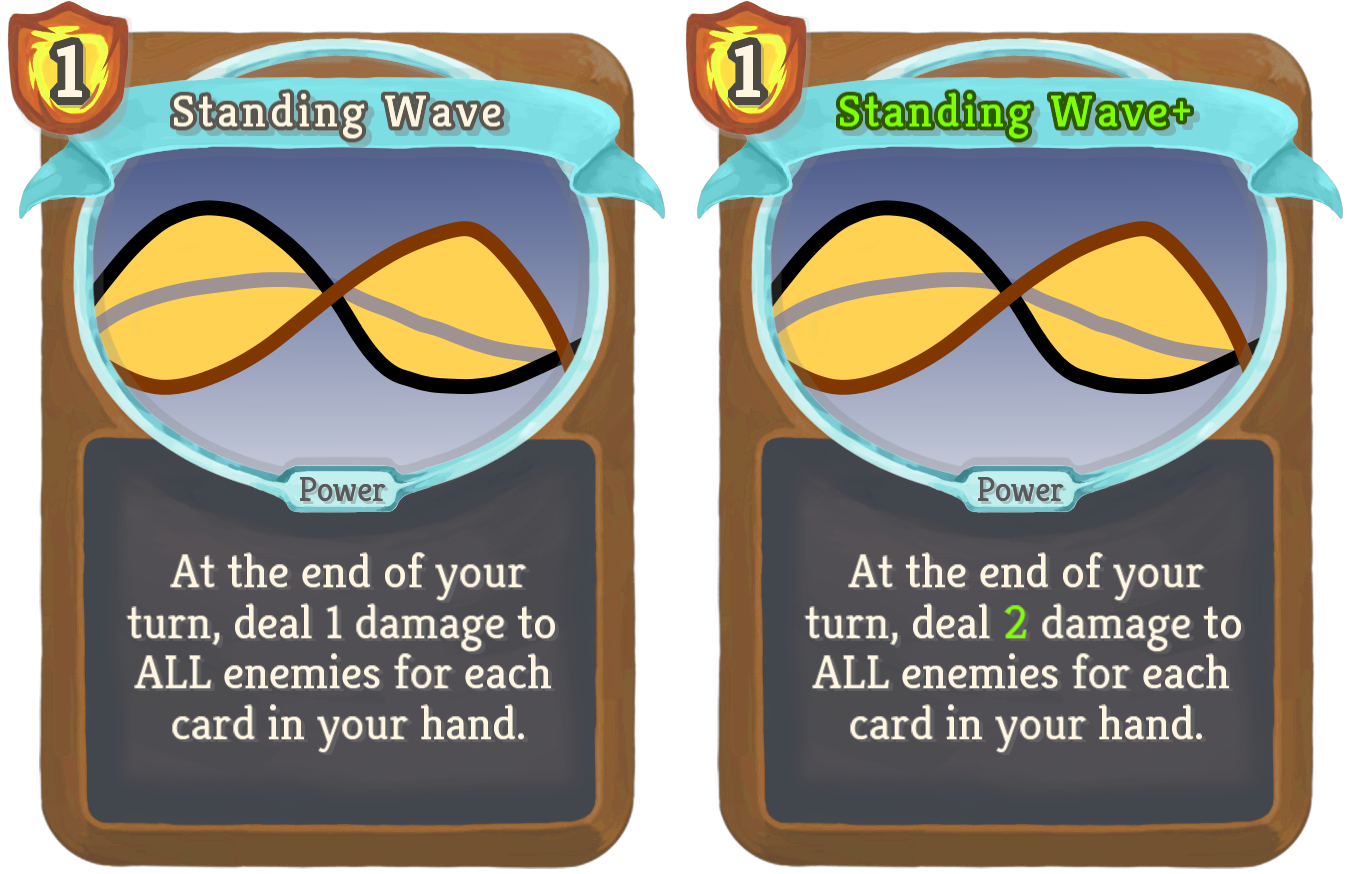 1
Standing Wave
Power
At the end of your
turn, deal 1 damage to
ALL enemies for each
card in your hand.
1
Standing Wave+
Power
At the end of your
turn, deal 2 damage to
ALL enemies for each
card in your hand.